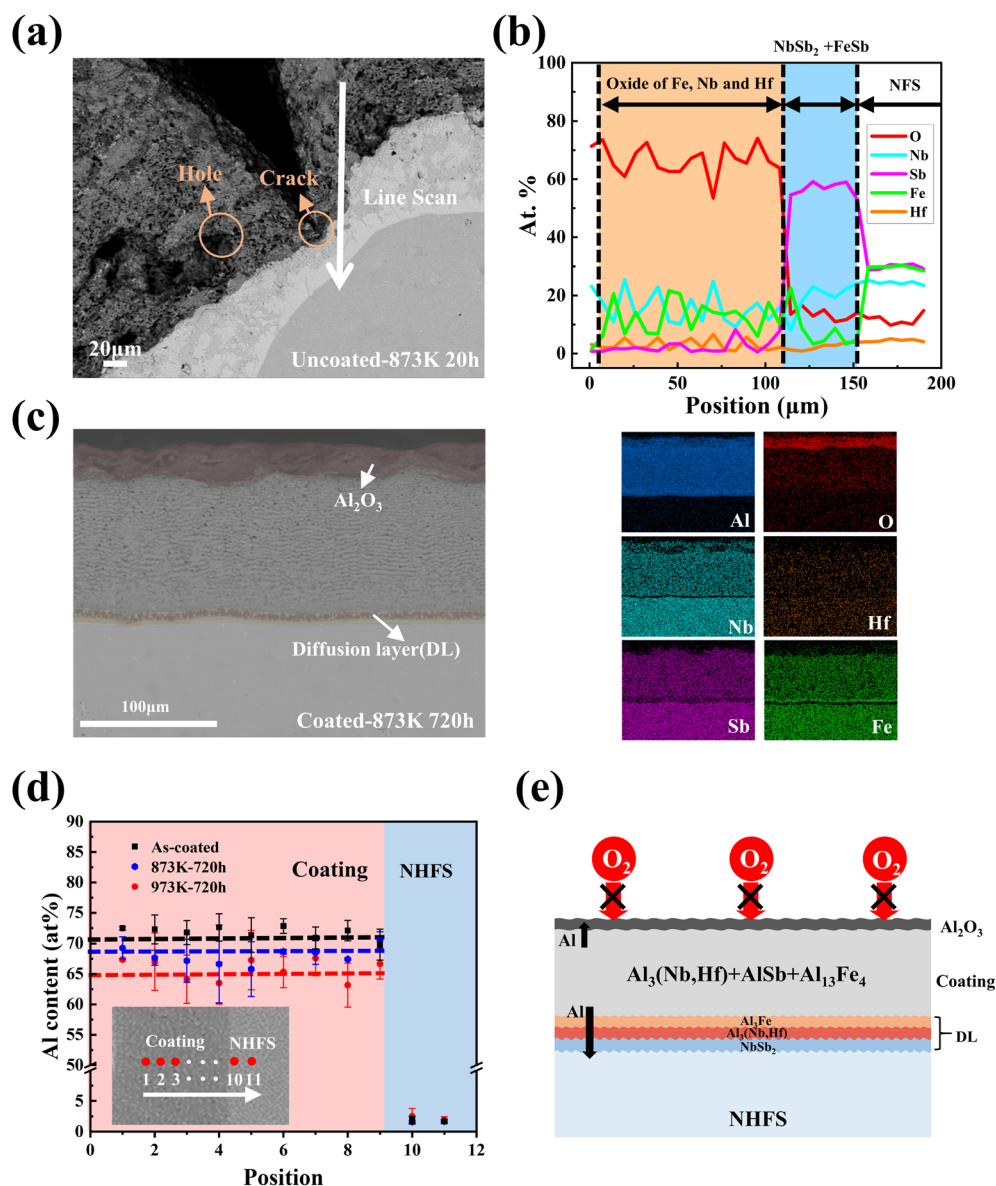 (a)
Hole
Crack
Line Scan
20μm
Uncoated-873K 20h
(b)
NbSb₂ +FeSb
100
80
60
40
20
0
At. %
Oxide of Fe, Nb and Hf
NFS
O
Nb
Sb
Fe
Hf
0 50 100 150 200
Position (μm)
(c)
Al₂O₃
Diffusion layer(DL)
100μm
Coated-873K 720h
Al
O
Nb
Hf
Sb
Fe
(d)
90
85
80
75
70
65
60
55
50
5
0
Al content (at%)
As-coated
873K-720h
973K-720h
Coating
NHFS
Coating NHFS
1 2 3 10 11
0 2 4 6 8 10 12
Position
(e)
O₂ O₂ O₂
Al
Al₂O₃
Al₃(Nb,Hf)+AlSb+Al₁₃Fe₄
Coating
Al
Al₃Fe
Al₃(Nb,Hf)
NbSb₂
DL
NHFS